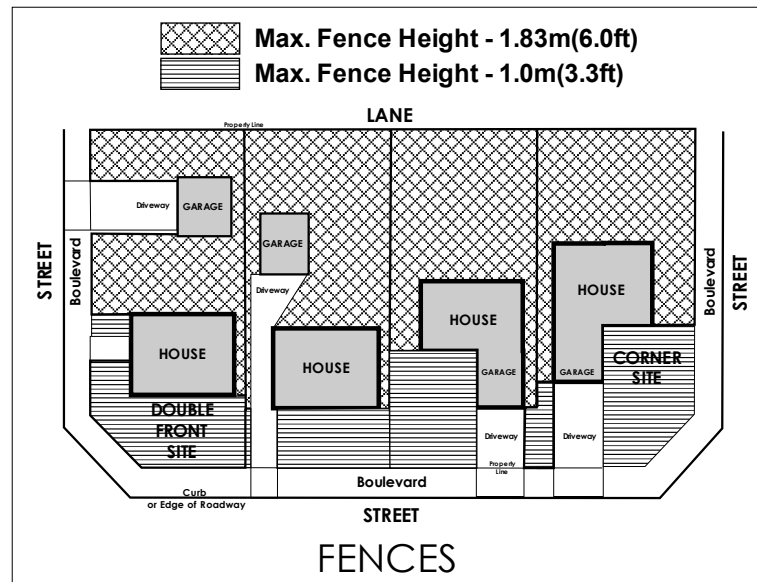 Max. Fence Height - 1.83m(6.0ft)
Max. Fence Height - 1.0m(3.3ft)
LANE
Property Line
Driveway
GARAGE
GARAGE
STREET
Boulevard
Driveway
HOUSE
HOUSE
Boulevard
STREET
HOUSE
HOUSE
GARAGE
GARAGE
CORNER
SITE
DOUBLE
FRONT
SITE
Driveway
Driveway
Property
Line
Boulevard
Curb
or Edge of Roadway
STREET
FENCES